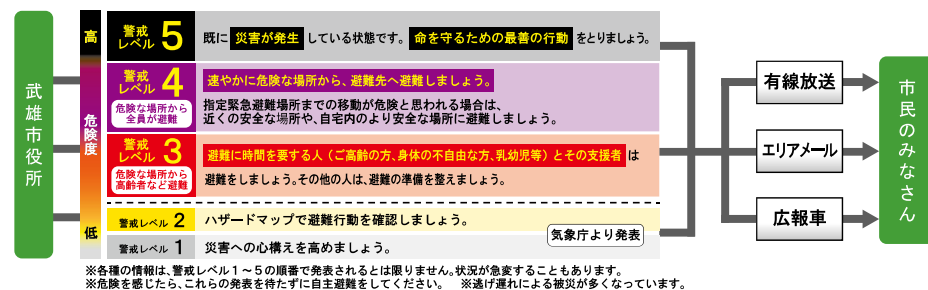 武雄市役所
高
危険度
低
警戒レベル 5
既に 災害が発生 している状態です。 命を守るための最善の行動 をとりましょう。
警戒レベル 4
危険な場所から
全員が避難
速やかに危険な場所から、避難先へ避難しましょう。
指定緊急避難場所までの移動が危険と思われる場合は、
近くの安全な場所や、自宅内のより安全な場所に避難しましょう。
警戒レベル 3
危険な場所から
高齢者など避難
避難に時間を要する人(ご高齢の方、身体の不自由な方、乳幼児等)とその支援者 は
避難をしましょう。その他の人は、避難の準備を整えましょう。
警戒レベル 2
ハザードマップで避難行動を確認しましょう。
警戒レベル 1
災害への心構えを高めましょう。
気象庁より発表
有線放送
エリアメール
広報車
市民のみなさん
※各種の情報は、警戒レベル1~5の順番で発表されるとは限りません。状況が急変することもあります。
※危険を感じたら、これらの発表を待たずに自主避難をしてください。 ※逃げ遅れによる被災が多くなっています。